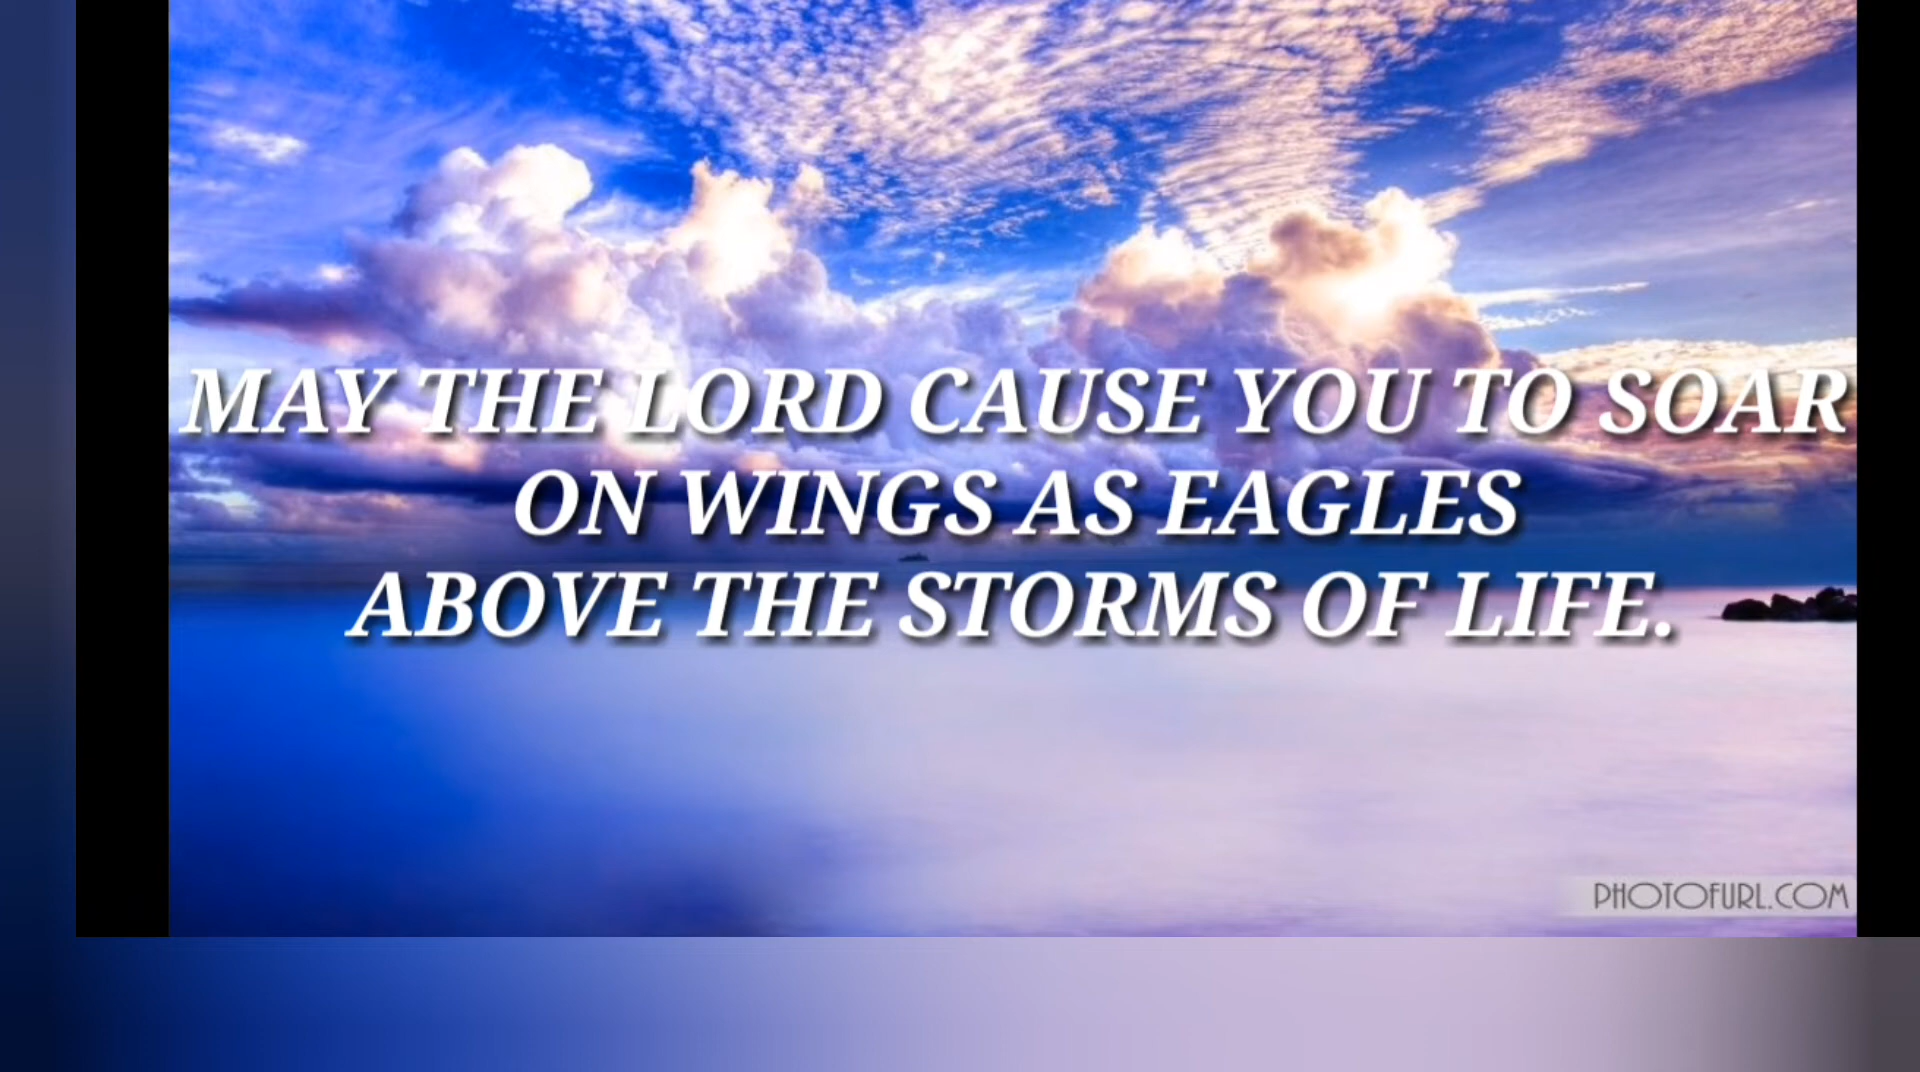 MAY THE LORD CAUSE YOU TO SOAR
ON WINGS AS EAGLES
ABOVE THE STORMS OF LIFE.
PHOTOFURL.COM